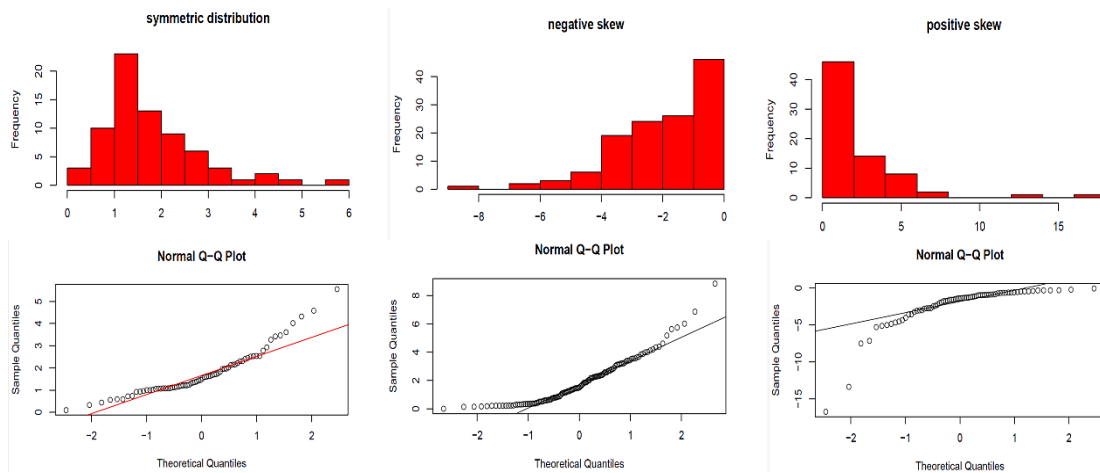 symmetric distribution
Frequency
0 5 10 20
0 1 2 3 4 5 6
negative skew
Frequency
0 10 20 40
−8 −6 −4 −2 0
positive skew
Frequency
0 10 20 40
0 5 10 15
Normal Q−Q Plot
Sample Quantiles
0 1 2 3 4 5
−2 −1 0 1 2
Theoretical Quantiles
Normal Q−Q Plot
Sample Quantiles
0 2 4 6 8
−2 −1 0 1 2
Theoretical Quantiles
Normal Q−Q Plot
Sample Quantiles
−15 −10 −5 0
−2 −1 0 1 2
Theoretical Quantiles